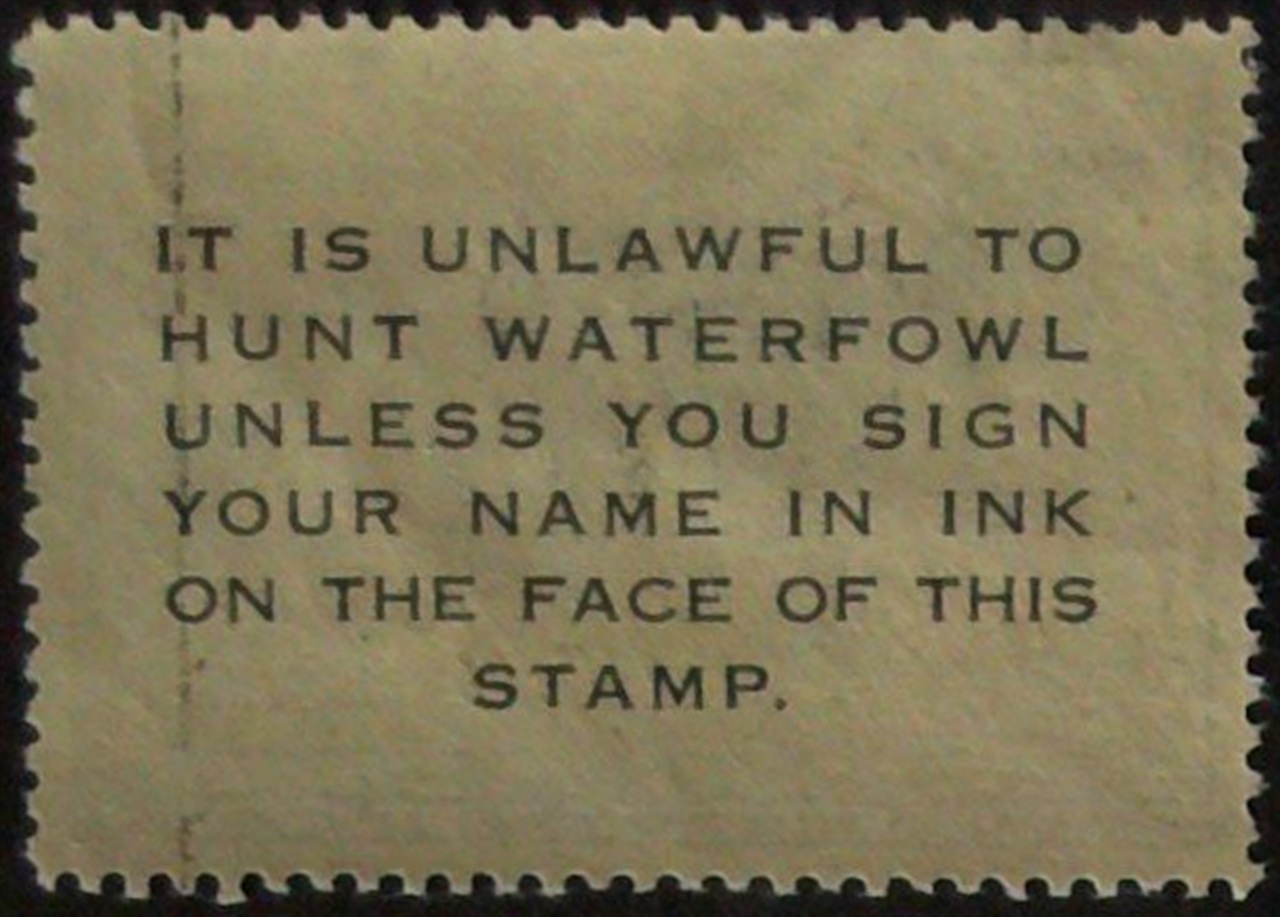 IT IS UNLAWFUL TO
HUNT WATERFOWL
UNLESS YOU SIGN
YOUR NAME IN INK
ON THE FACE OF THIS
STAMP.